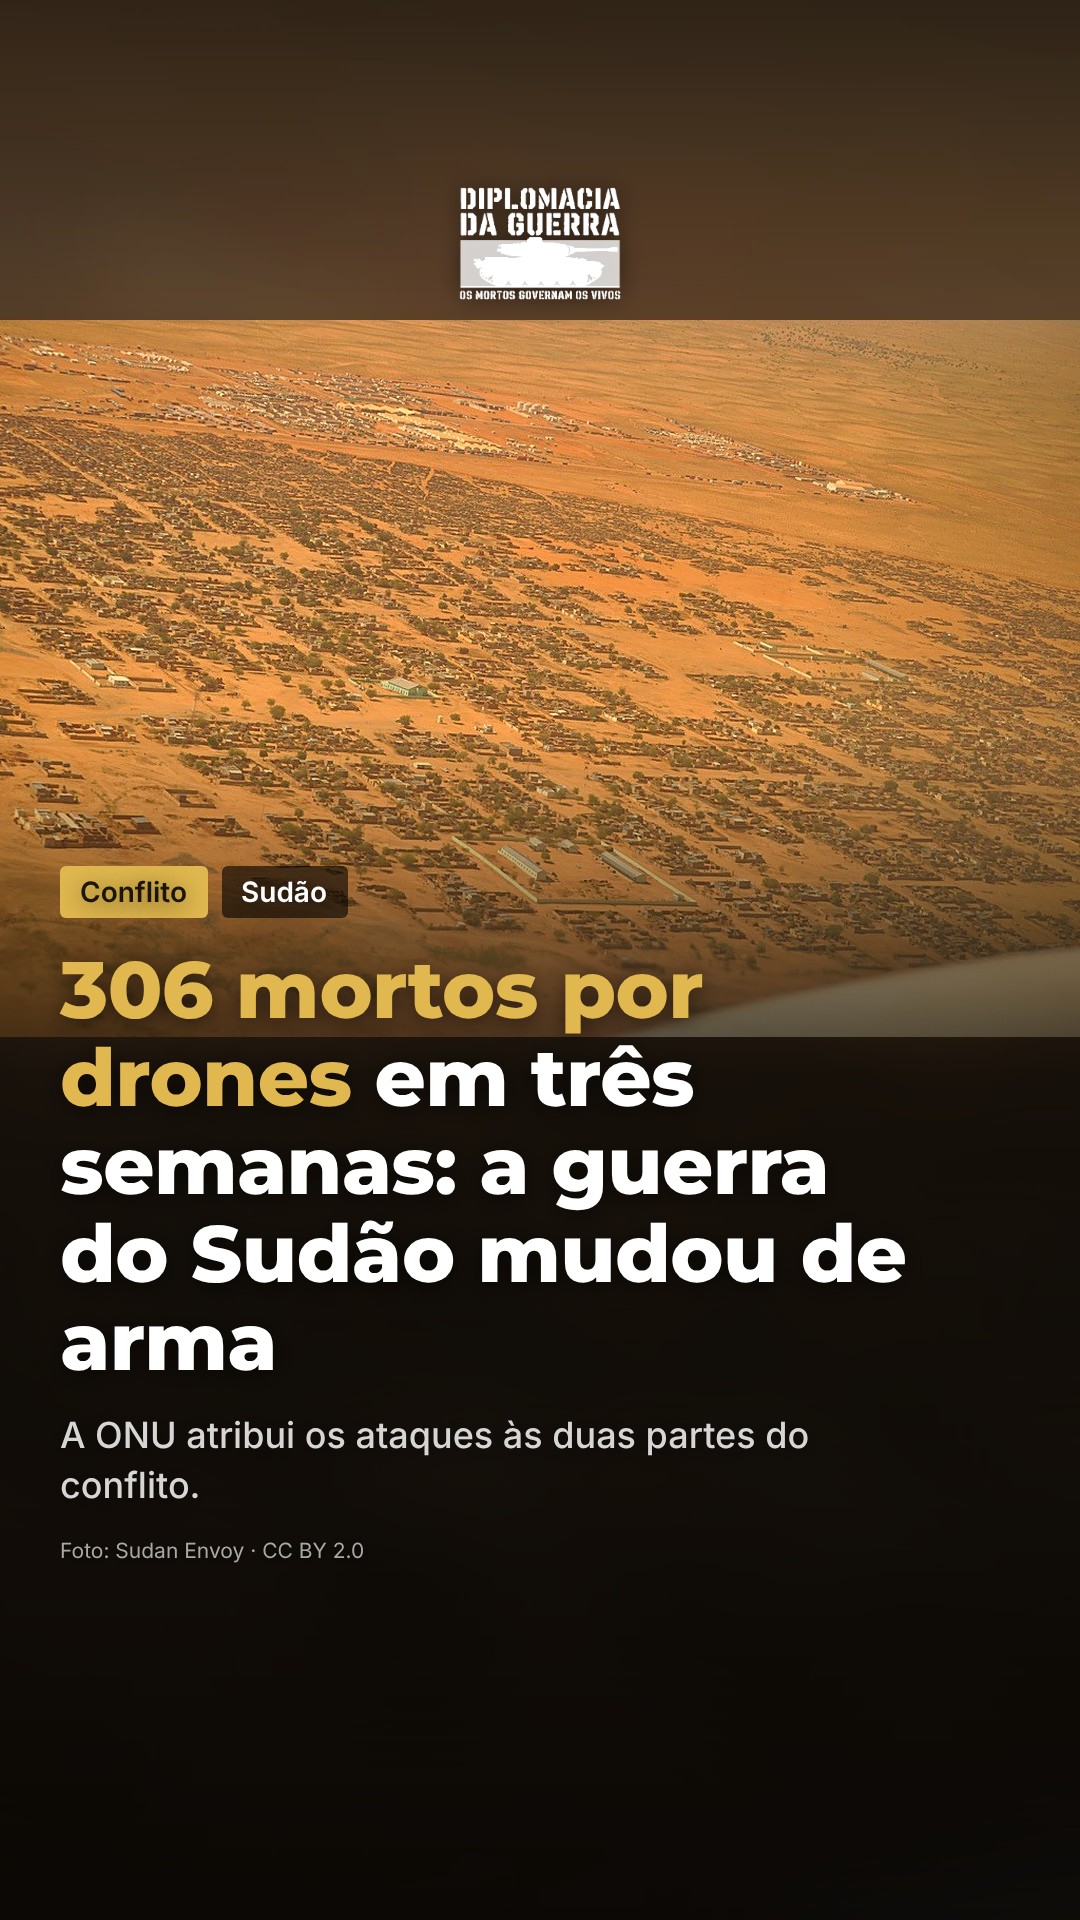 DIPLOMACIA
DA GUERRA
OS MORTOS GOVERNAM OS VIVOS
Conflito
Sudão
306 mortos por
drones em três
semanas: a guerra
do Sudão mudou de
arma
A ONU atribui os ataques às duas partes do
conflito.
Foto: Sudan Envoy · CC BY 2.0